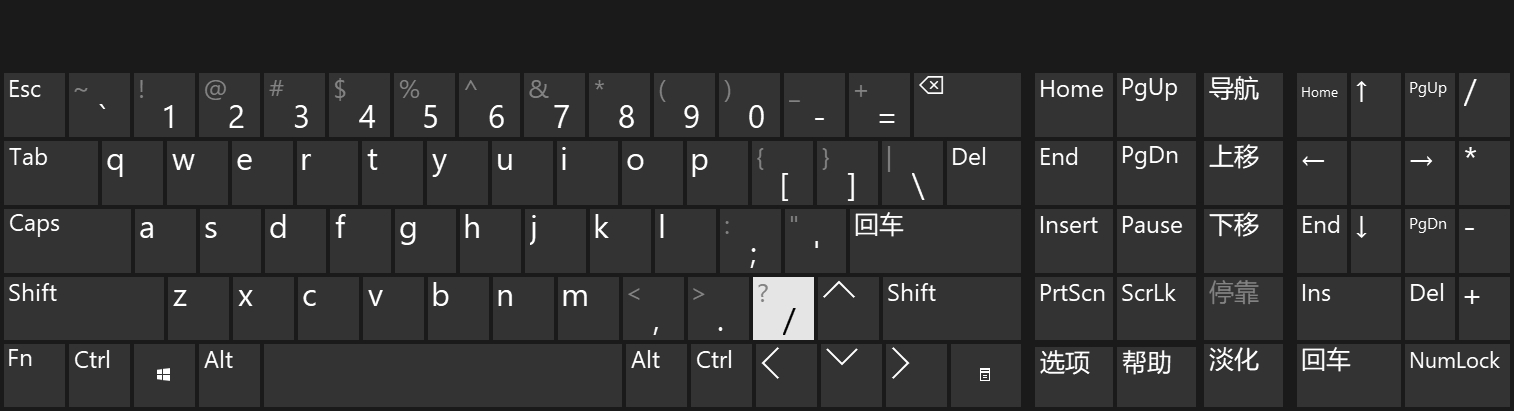 Esc ~ ` ! 1 @ 2 # 3 $ 4 % 5 ^ 6 & 7 * 8 ( 9 ) 0 _ - + = Home PgUp 导航 Home ↑ PgUp /
Tab q w e r t y u i o p { [ } ] | \ Del End PgDn 上移 ← → *
Caps a s d f g h j k l : ; " ' 回车 Insert Pause 下移 End ↓ PgDn -
Shift z x c v b n m < , > . ? / Shift PrtScn ScrLk 停靠 Ins Del +
Fn Ctrl Alt Alt Ctrl 选项 帮助 淡化 回车 NumLock